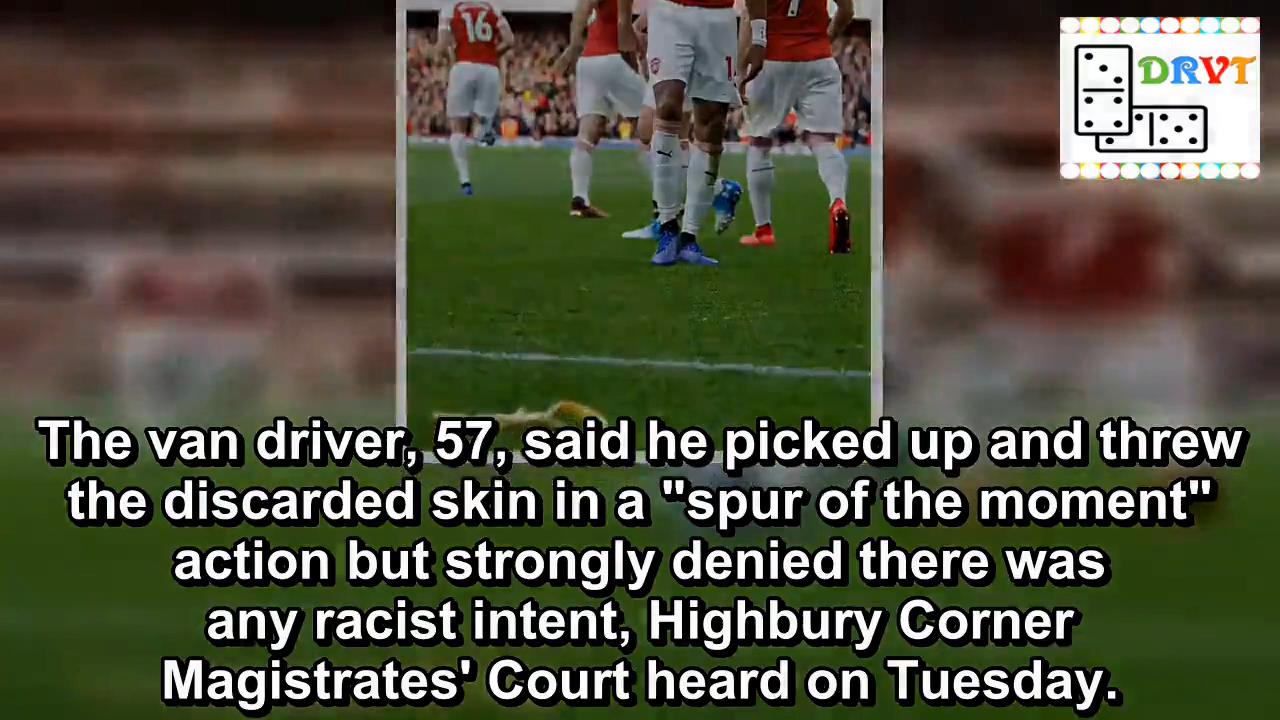 16
DRVT
The van driver, 57, said he picked up and threw
the discarded skin in a "spur of the moment"
action but strongly denied there was
any racist intent, Highbury Corner
Magistrates' Court heard on Tuesday.